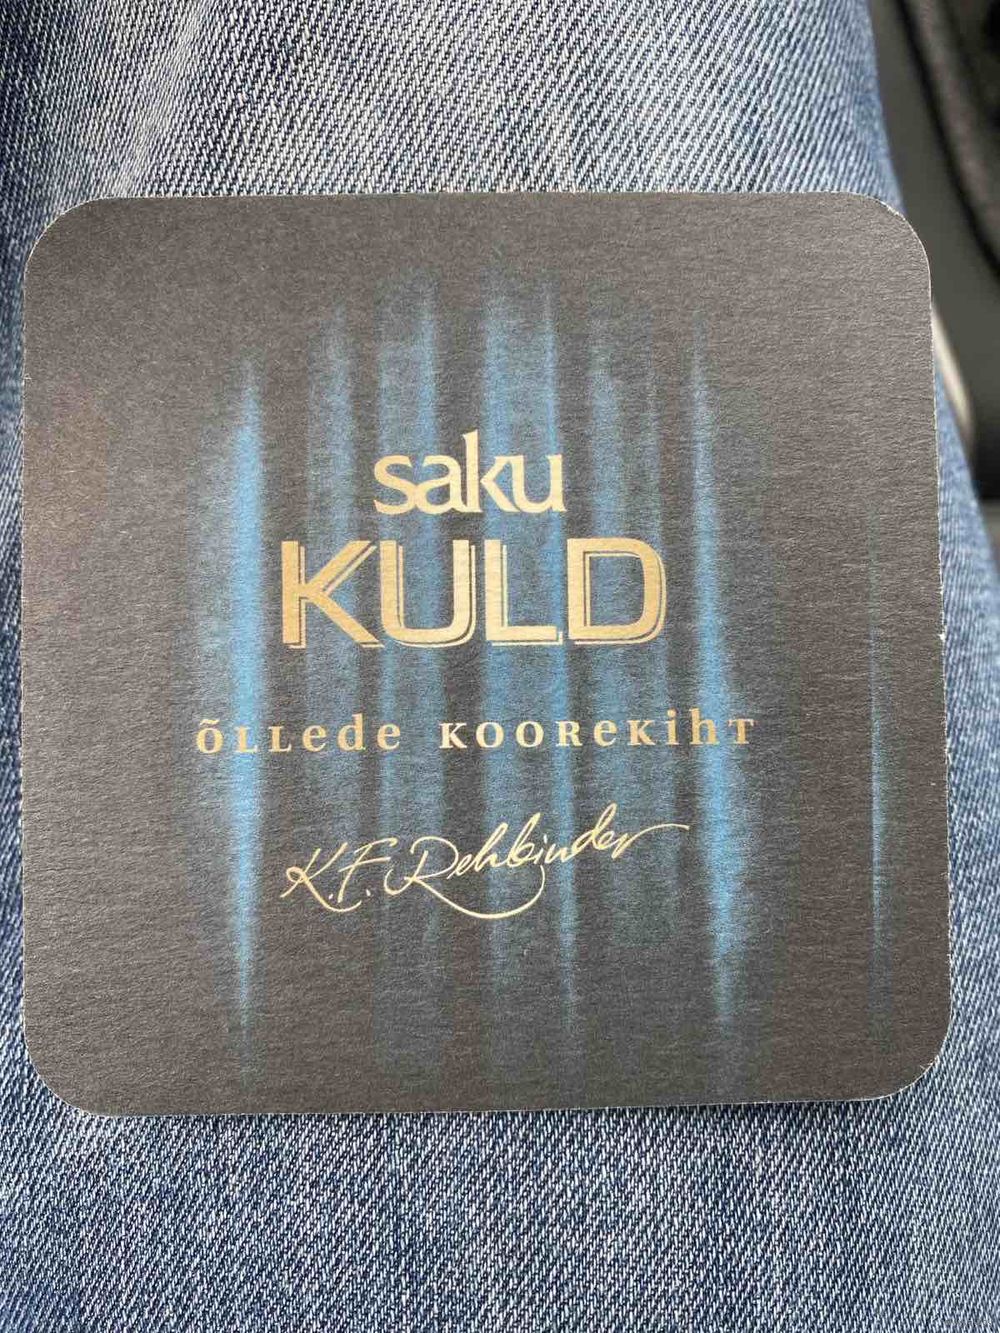 saku
KULD
õllede koorekiht
K.F. Rehbinder